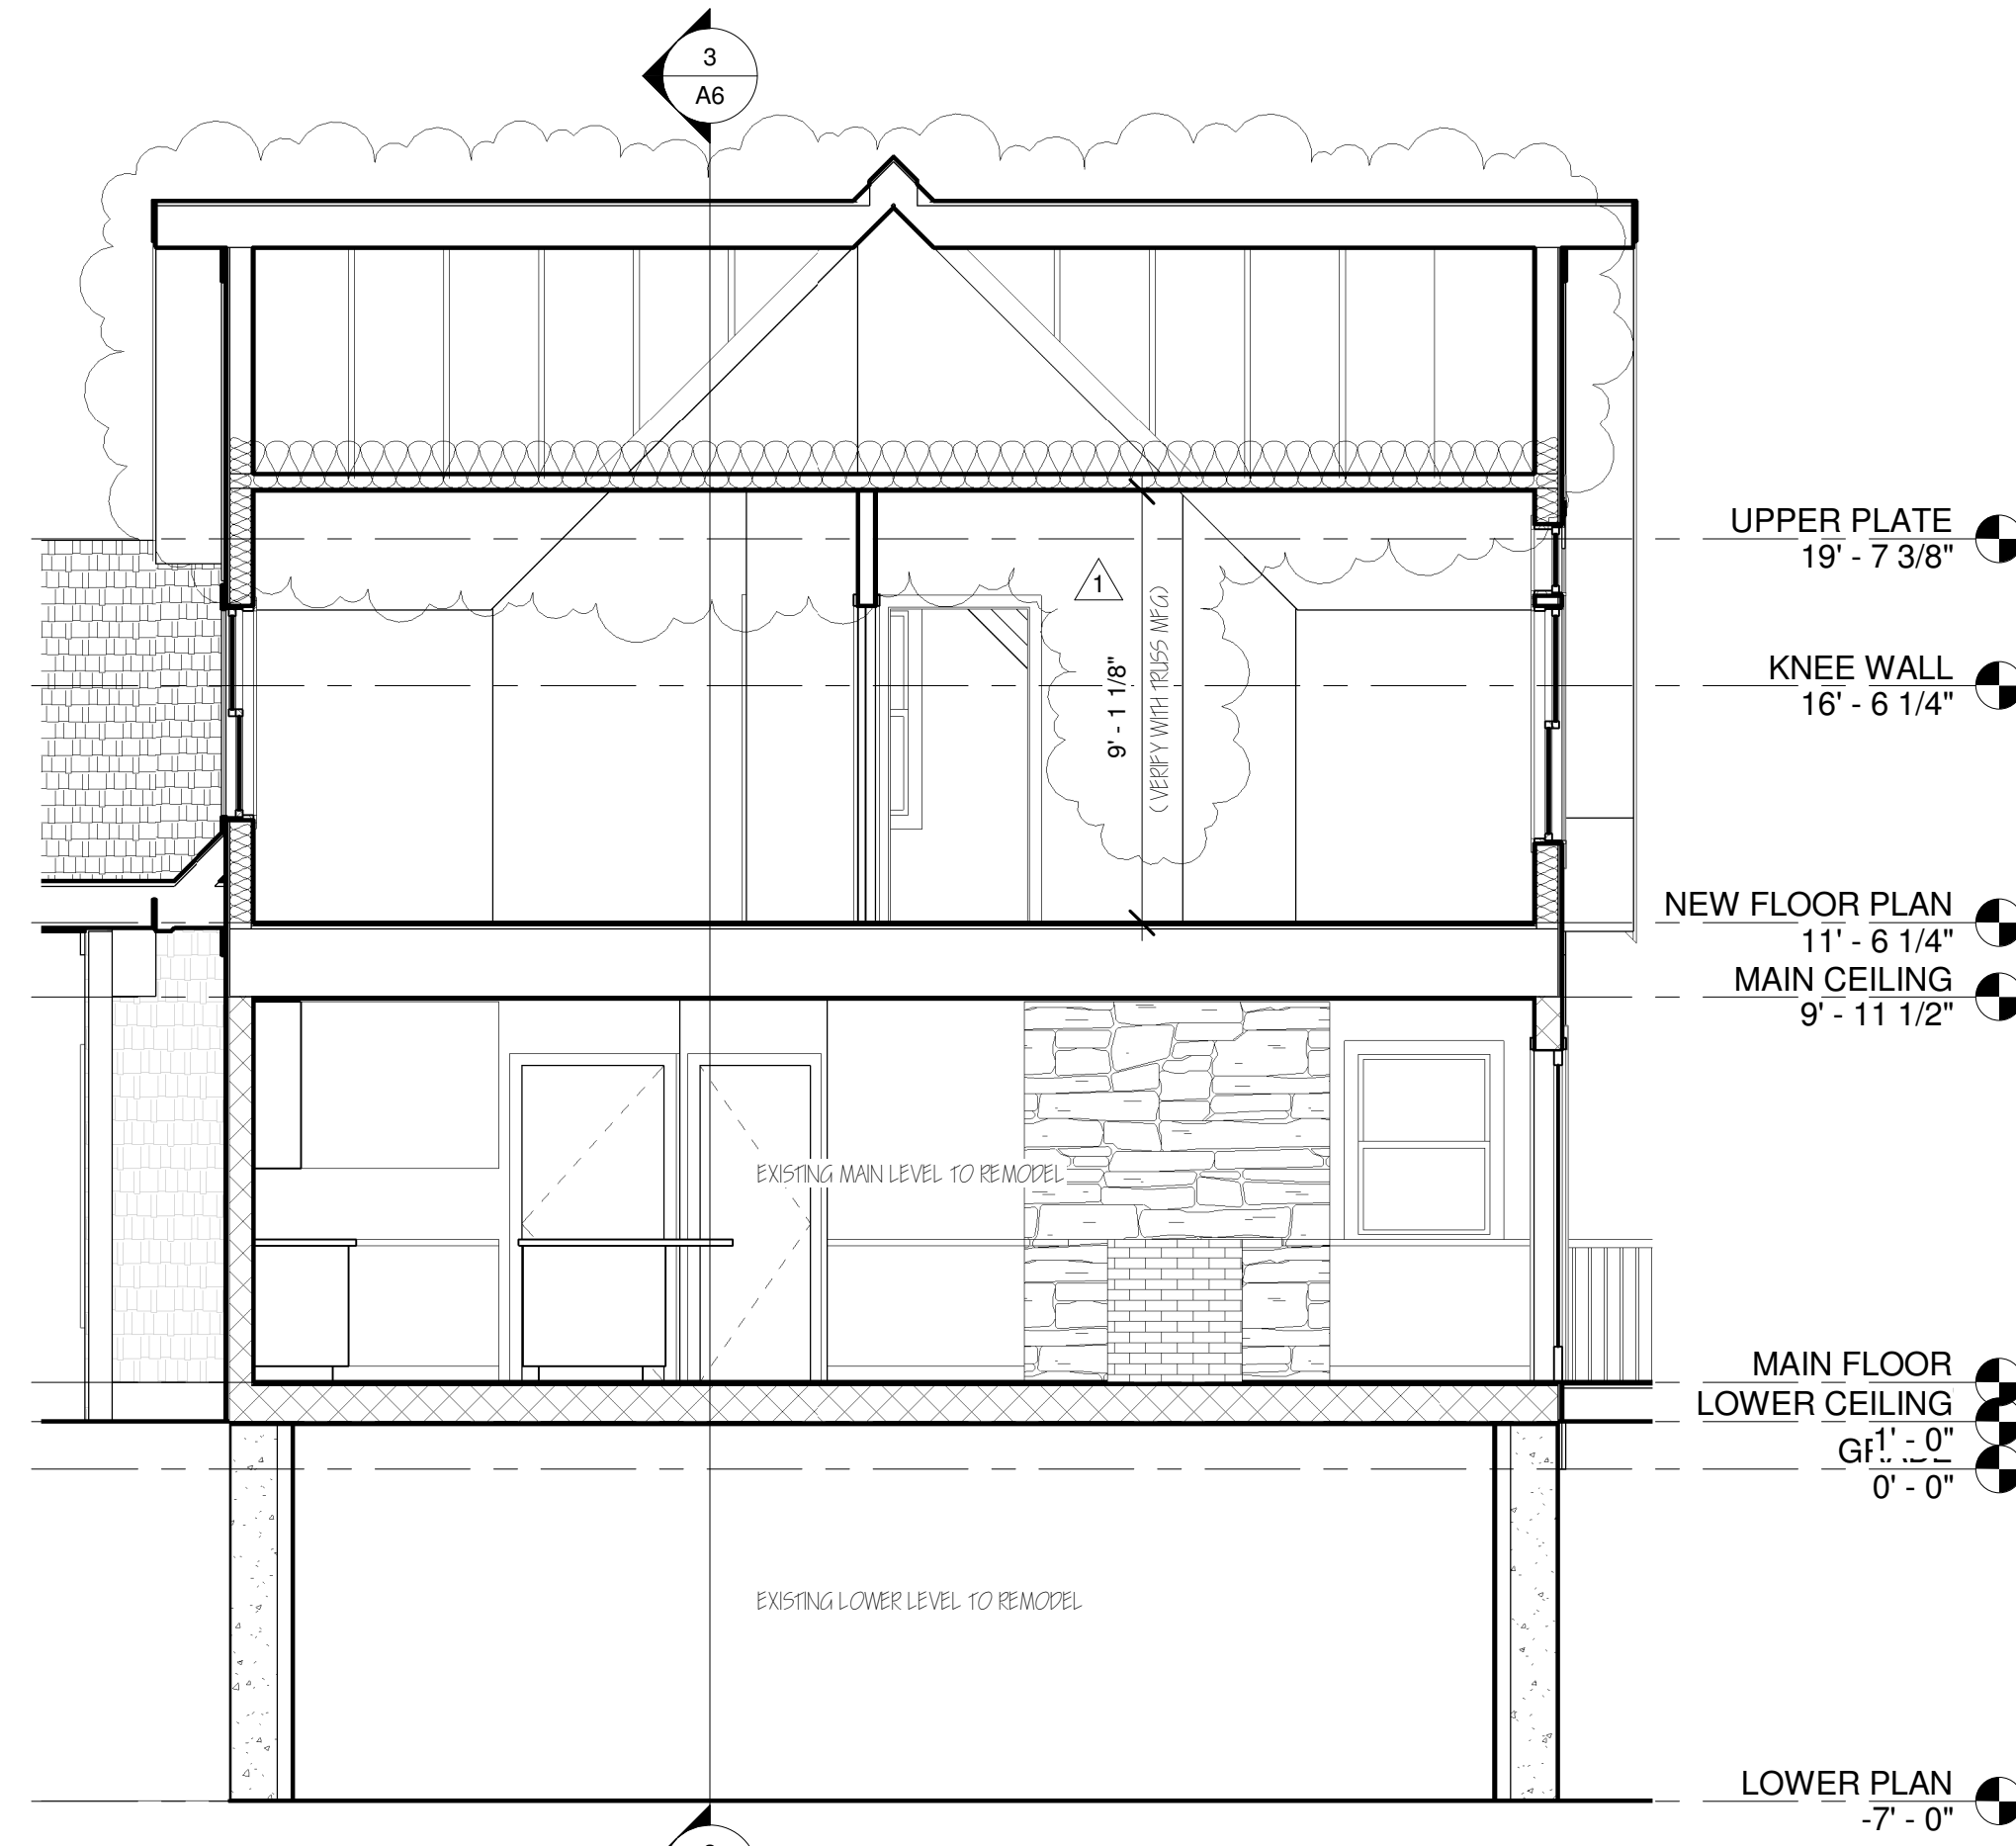 3
A6
UPPER PLATE
19' - 7 3/8"
1
(VERIFY WITH TRUSS MFG)
9' - 1 1/8"
KNEE WALL
16' - 6 1/4"
NEW FLOOR PLAN
11' - 6 1/4"
MAIN CEILING
9' - 11 1/2"
EXISTING MAIN LEVEL TO REMODEL
MAIN FLOOR
LOWER CEILING
1' - 0"
0' - 0"
EXISTING LOWER LEVEL TO REMODEL
LOWER PLAN
-7' - 0"